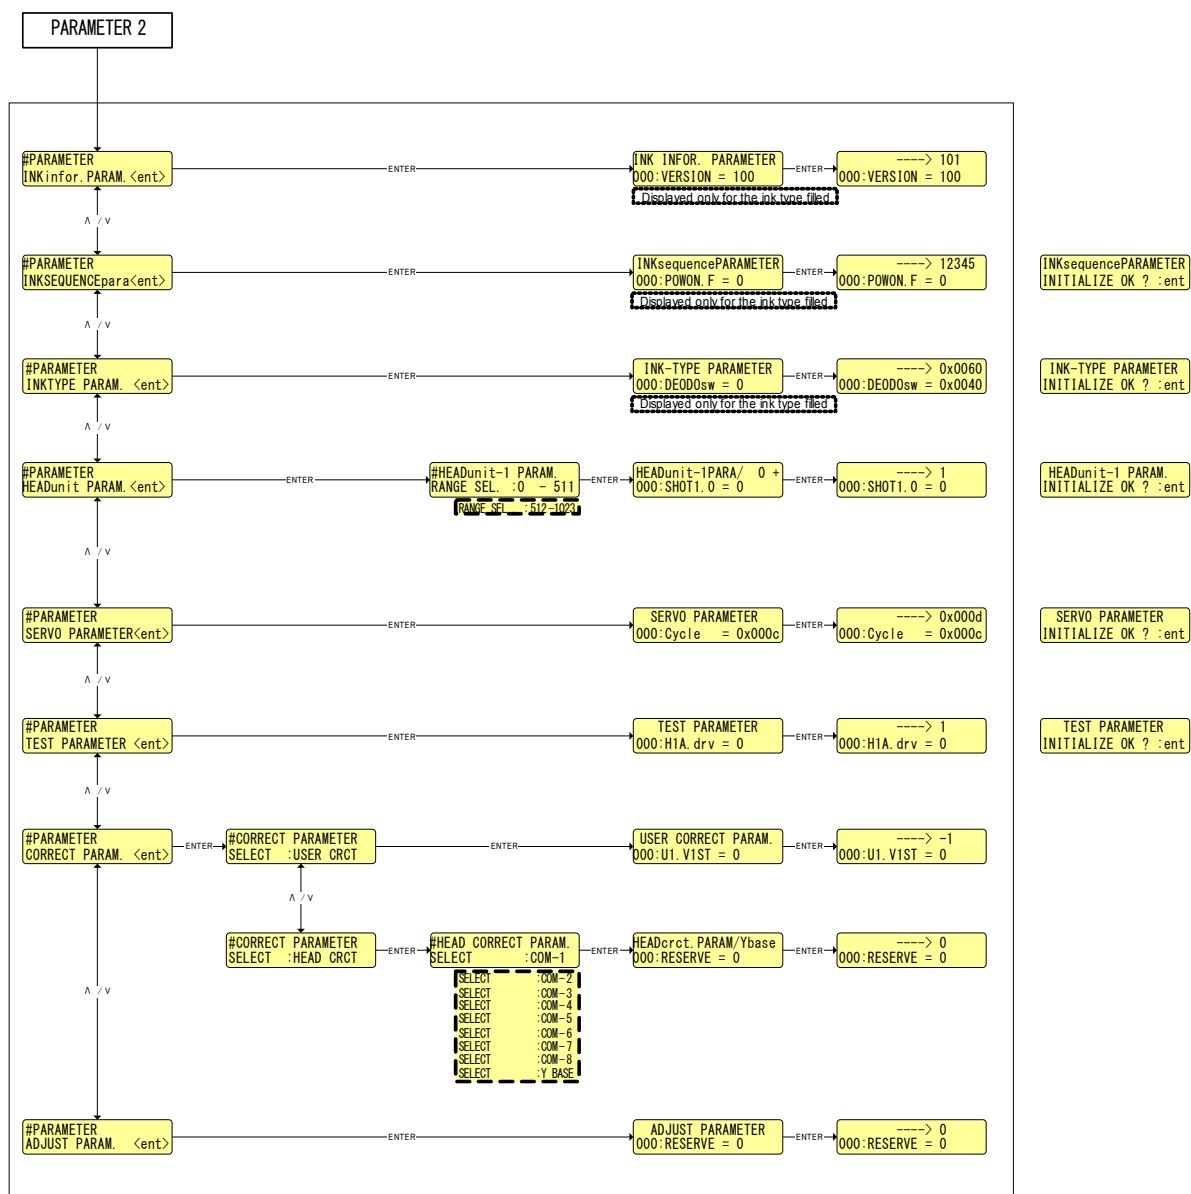 PARAMETER 2
#PARAMETER
INKinfor.PARAM.<ent>
ENTER
INK INFOR. PARAMETER
000:VERSION = 100
ENTER
----> 101
000:VERSION = 100
Displayed only for the ink type filled
Λ / V
#PARAMETER
INKSEQUENCEpara<ent>
ENTER
INKsequencePARAMETER
000:POWON.F = 0
ENTER
----> 12345
000:POWON.F = 0
INKsequencePARAMETER
INITIALIZE OK ? :ent
Displayed only for the ink type filled
Λ / V
#PARAMETER
INKTYPE PARAM. <ent>
ENTER
INK-TYPE PARAMETER
000:DEODOsw = 0
ENTER
----> 0x0060
000:DEODOsw = 0x0040
INK-TYPE PARAMETER
INITIALIZE OK ? :ent
Displayed only for the ink type filled
Λ / V
#PARAMETER
HEADunit PARAM.<ent>
ENTER
#HEADunit-1 PARAM.
RANGE SEL. :0 - 511
ENTER
HEADunit-1PARA/ 0 +
000:SHOT1.0 = 0
ENTER
----> 1
000:SHOT1.0 = 0
HEADunit-1 PARAM.
INITIALIZE OK ? :ent
RANGE SEL. :512-1023
Λ / V
#PARAMETER
SERVO PARAMETER<ent>
ENTER
SERVO PARAMETER
000:Cycle = 0x000c
ENTER
----> 0x000d
000:Cycle = 0x000c
SERVO PARAMETER
INITIALIZE OK ? :ent
Λ / V
#PARAMETER
TEST PARAMETER <ent>
ENTER
TEST PARAMETER
000:H1A.drv = 0
ENTER
----> 1
000:H1A.drv = 0
TEST PARAMETER
INITIALIZE OK ? :ent
Λ / V
#PARAMETER
CORRECT PARAM. <ent>
ENTER
#CORRECT PARAMETER
SELECT :USER CRCT
ENTER
USER CORRECT PARAM.
000:U1.V1ST = 0
ENTER
----> -1
000:U1.V1ST = 0
Λ / V
#CORRECT PARAMETER
SELECT :HEAD CRCT
ENTER
#HEAD CORRECT PARAM.
SELECT :COM-1
ENTER
HEADcrct.PARAM/Ybase
000:RESERVE = 0
ENTER
----> 0
000:RESERVE = 0
SELECT :COM-2
SELECT :COM-3
SELECT :COM-4
SELECT :COM-5
SELECT :COM-6
SELECT :COM-7
SELECT :COM-8
SELECT :Y BASE
Λ / V
#PARAMETER
ADJUST PARAM. <ent>
ENTER
ADJUST PARAMETER
000:RESERVE = 0
ENTER
----> 0
000:RESERVE = 0